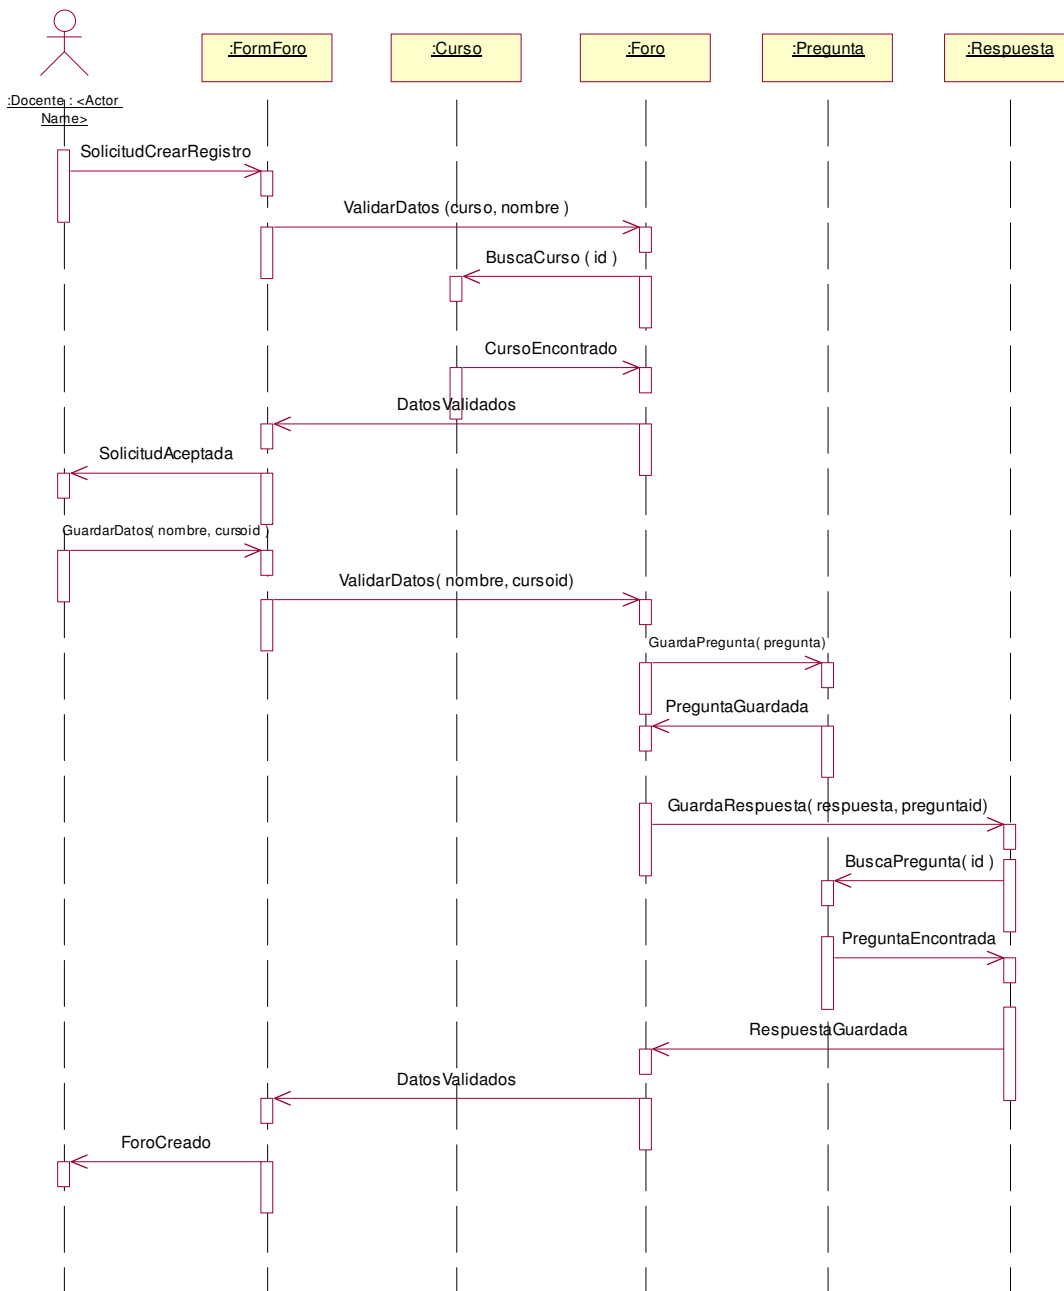 :FormForo
:Curso
:Foro
:Pregunta
:Respuesta
:Docente : <Actor
Name>
SolicitudCrearRegistro
ValidarDatos (curso, nombre )
BuscaCurso ( id )
CursoEncontrado
DatosValidados
SolicitudAceptada
GuardarDatos( nombre, cursoid )
ValidarDatos( nombre, cursoid)
GuardaPregunta( pregunta)
PreguntaGuardada
GuardaRespuesta( respuesta, preguntaid)
BuscaPregunta( id )
PreguntaEncontrada
RespuestaGuardada
DatosValidados
ForoCreado